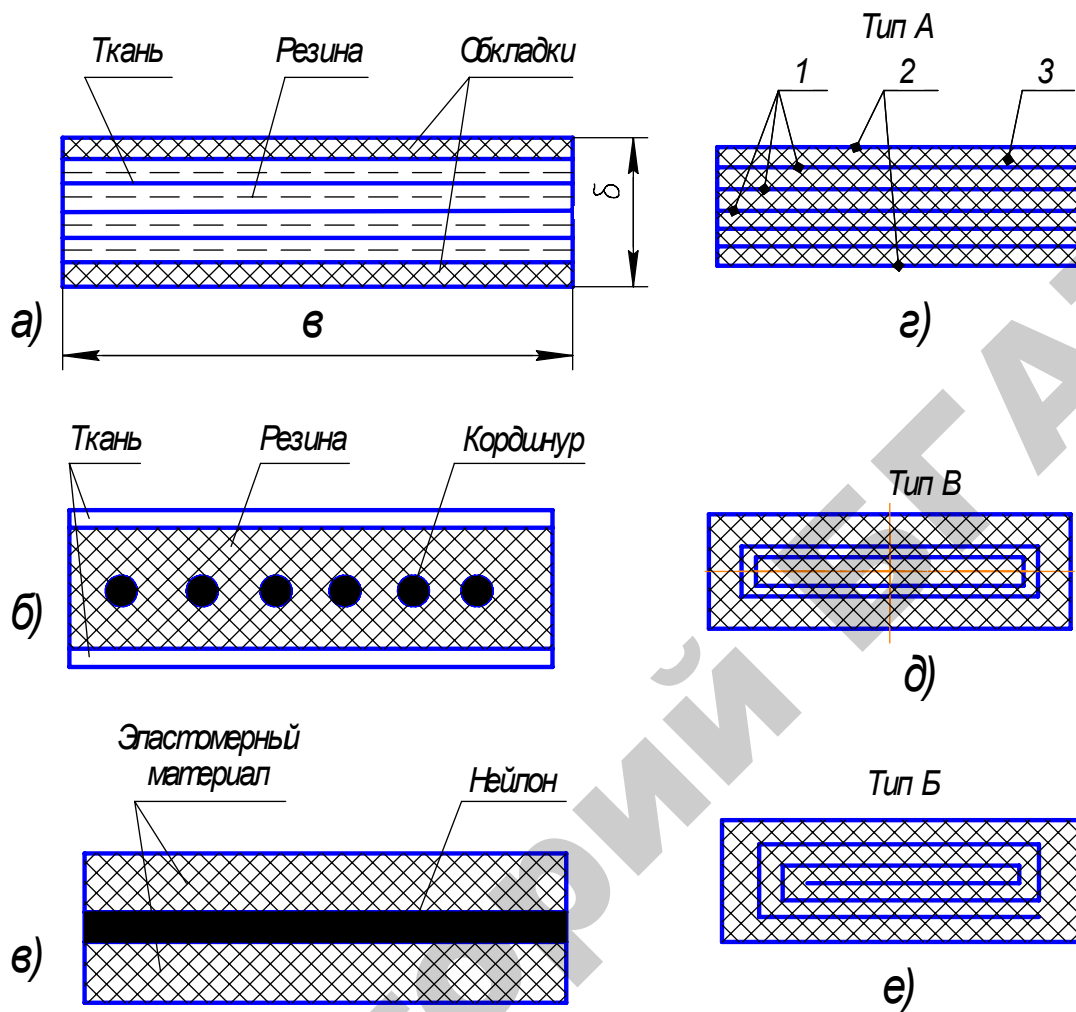 Ткань Резина Обкладки
δ
в
а)
Тип А
1 2 3
г)
Ткань Резина Кордшнур
б)
Тип В
д)
Эластомерный
материал
Нейлон
в)
Тип Б
е)